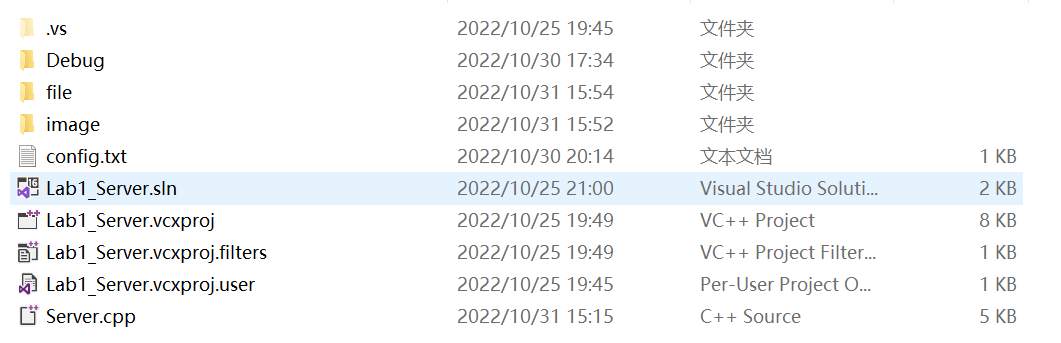 .vs 2022/10/25 19:45 文件夹
Debug 2022/10/30 17:34 文件夹
file 2022/10/31 15:54 文件夹
image 2022/10/31 15:52 文件夹
config.txt 2022/10/30 20:14 文本文档 1 KB
Lab1_Server.sln 2022/10/25 21:00 Visual Studio Soluti... 2 KB
Lab1_Server.vcxproj 2022/10/25 19:49 VC++ Project 8 KB
Lab1_Server.vcxproj.filters 2022/10/25 19:49 VC++ Project Filter... 1 KB
Lab1_Server.vcxproj.user 2022/10/25 19:45 Per-User Project O... 1 KB
Server.cpp 2022/10/31 15:15 C++ Source 5 KB